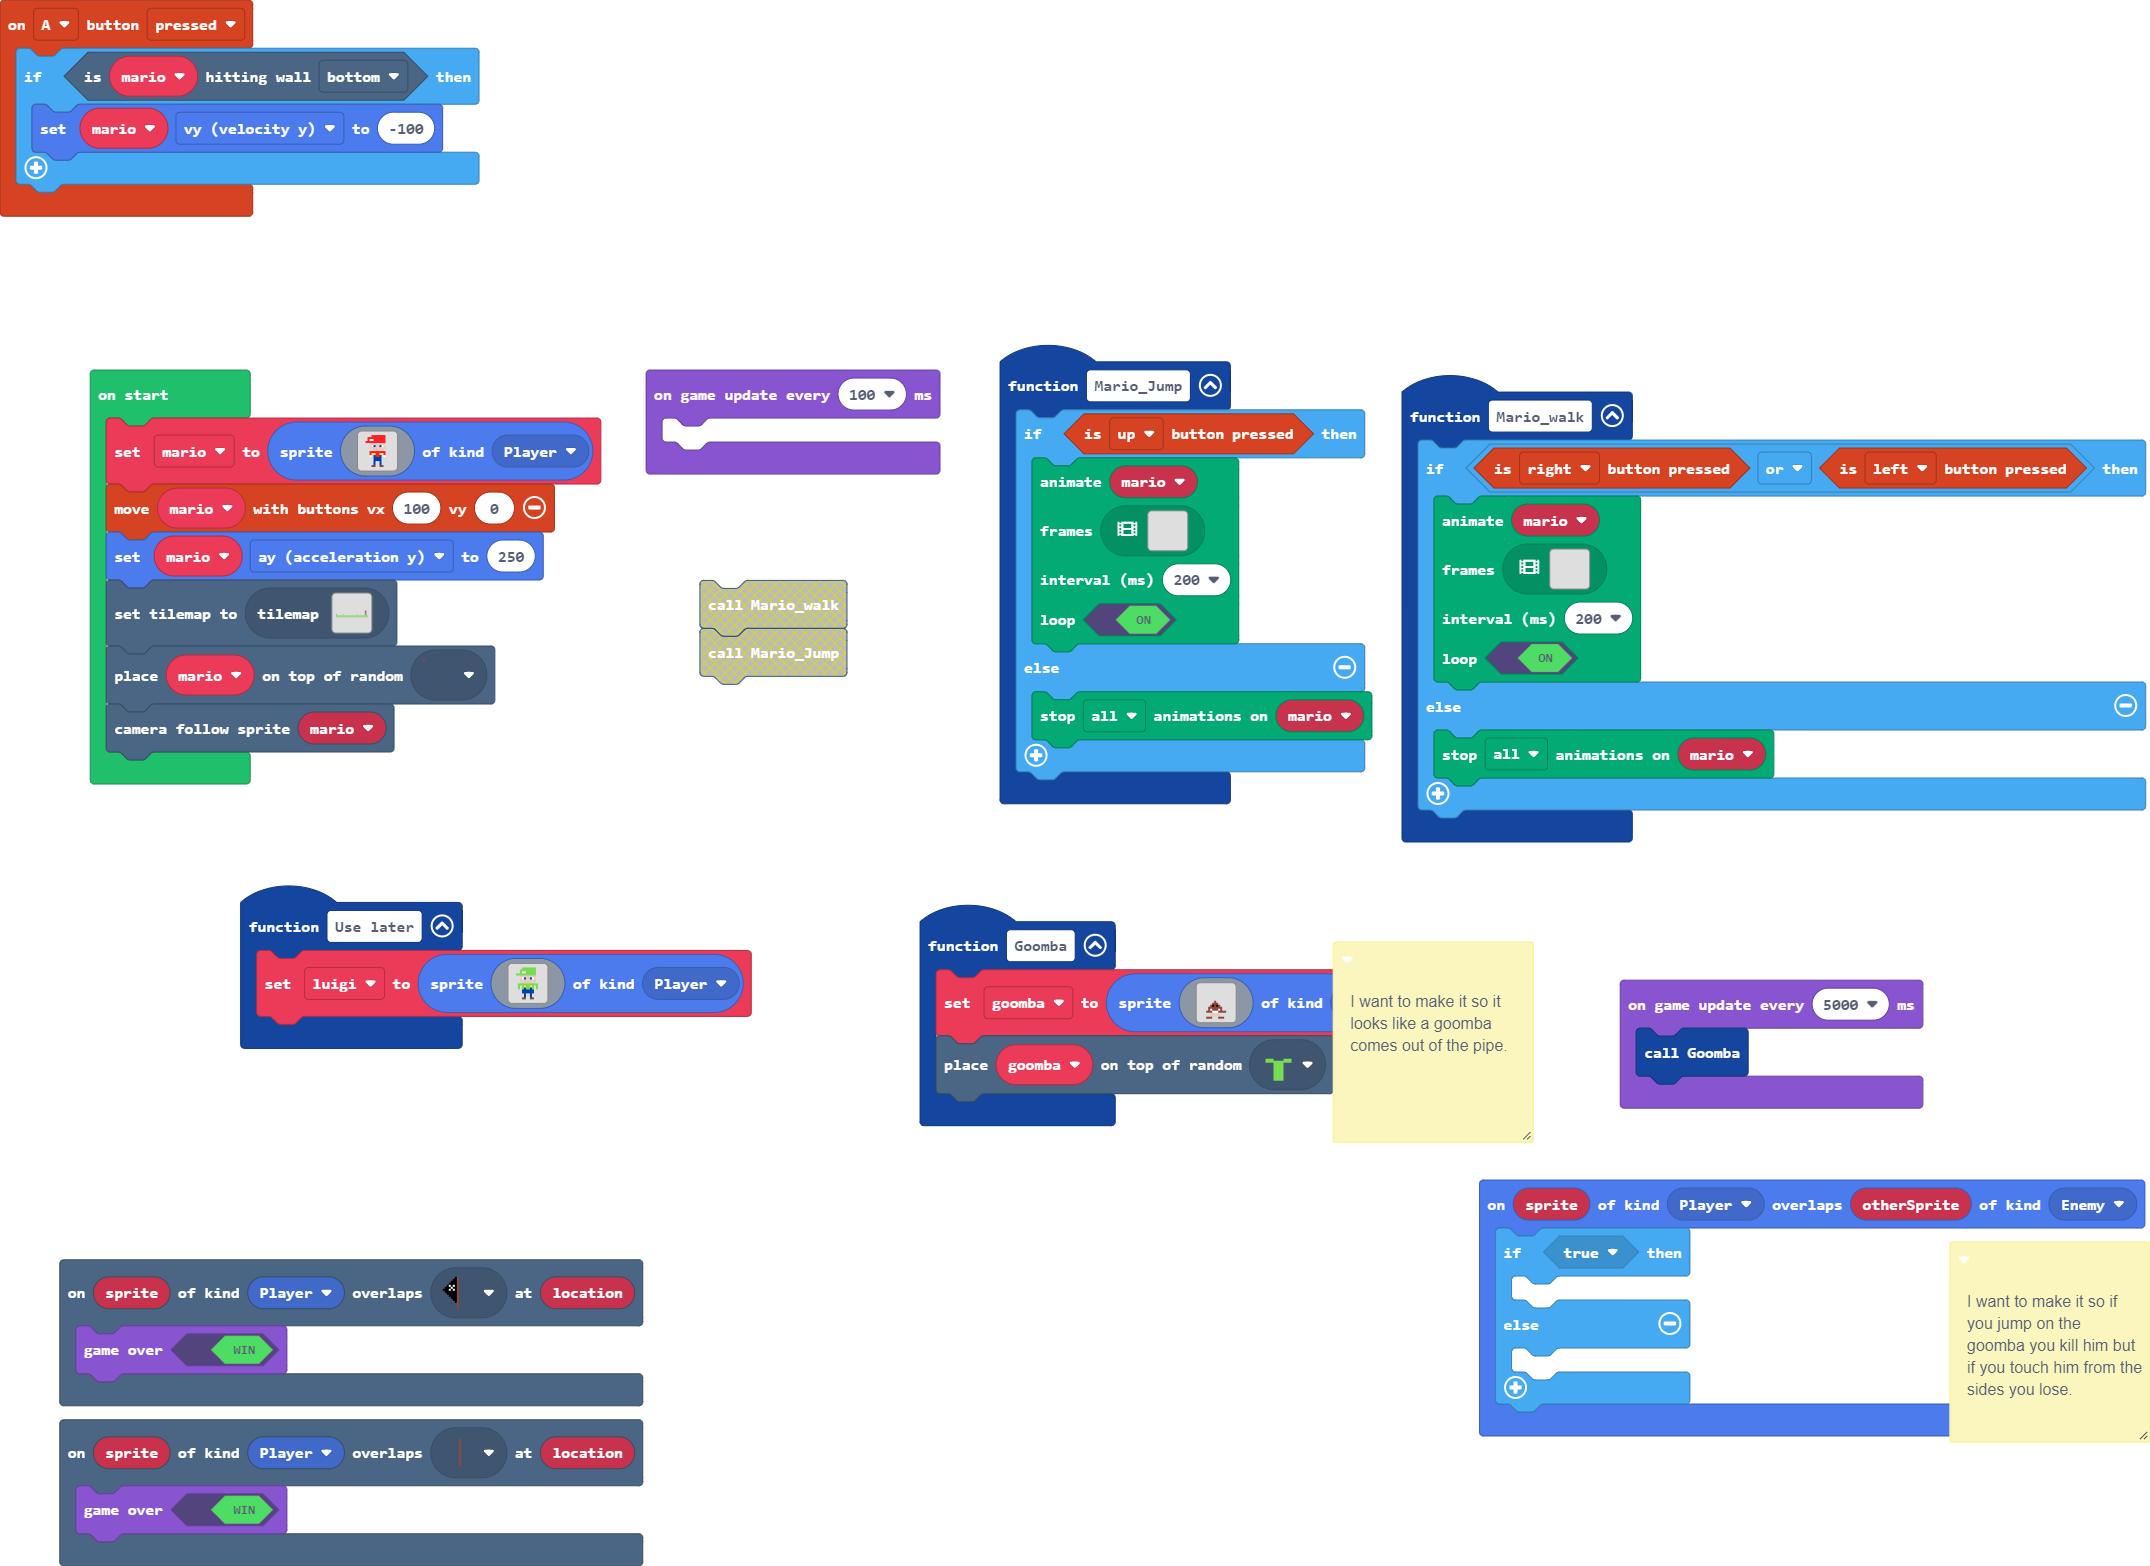 on A button pressed
if is mario hitting wall bottom then
set mario vy (velocity y) to -100
on start
set mario to sprite of kind Player
move mario with buttons vx 100 vy 0
set mario ay (acceleration y) to 250
set tilemap to tilemap
place mario on top of random
camera follow sprite mario
on game update every 100 ms
call Mario_walk
call Mario_Jump
function Mario_Jump
if is up button pressed then
animate mario
frames
interval (ms) 200
loop ON
else
stop all animations on mario
function Mario_walk
if is right button pressed or is left button pressed then
animate mario
frames
interval (ms) 200
loop ON
else
stop all animations on mario
function Use later
set luigi to sprite of kind Player
function Goomba
set goomba to sprite of kind
place goomba on top of random
I want to make it so it
looks like a goomba
comes out of the pipe.
on game update every 5000 ms
call Goomba
on sprite of kind Player overlaps otherSprite of kind Enemy
if true then
else
I want to make it so if
you jump on the
goomba you kill him but
if you touch him from the
sides you lose.
on sprite of kind Player overlaps at location
game over WIN
on sprite of kind Player overlaps at location
game over WIN